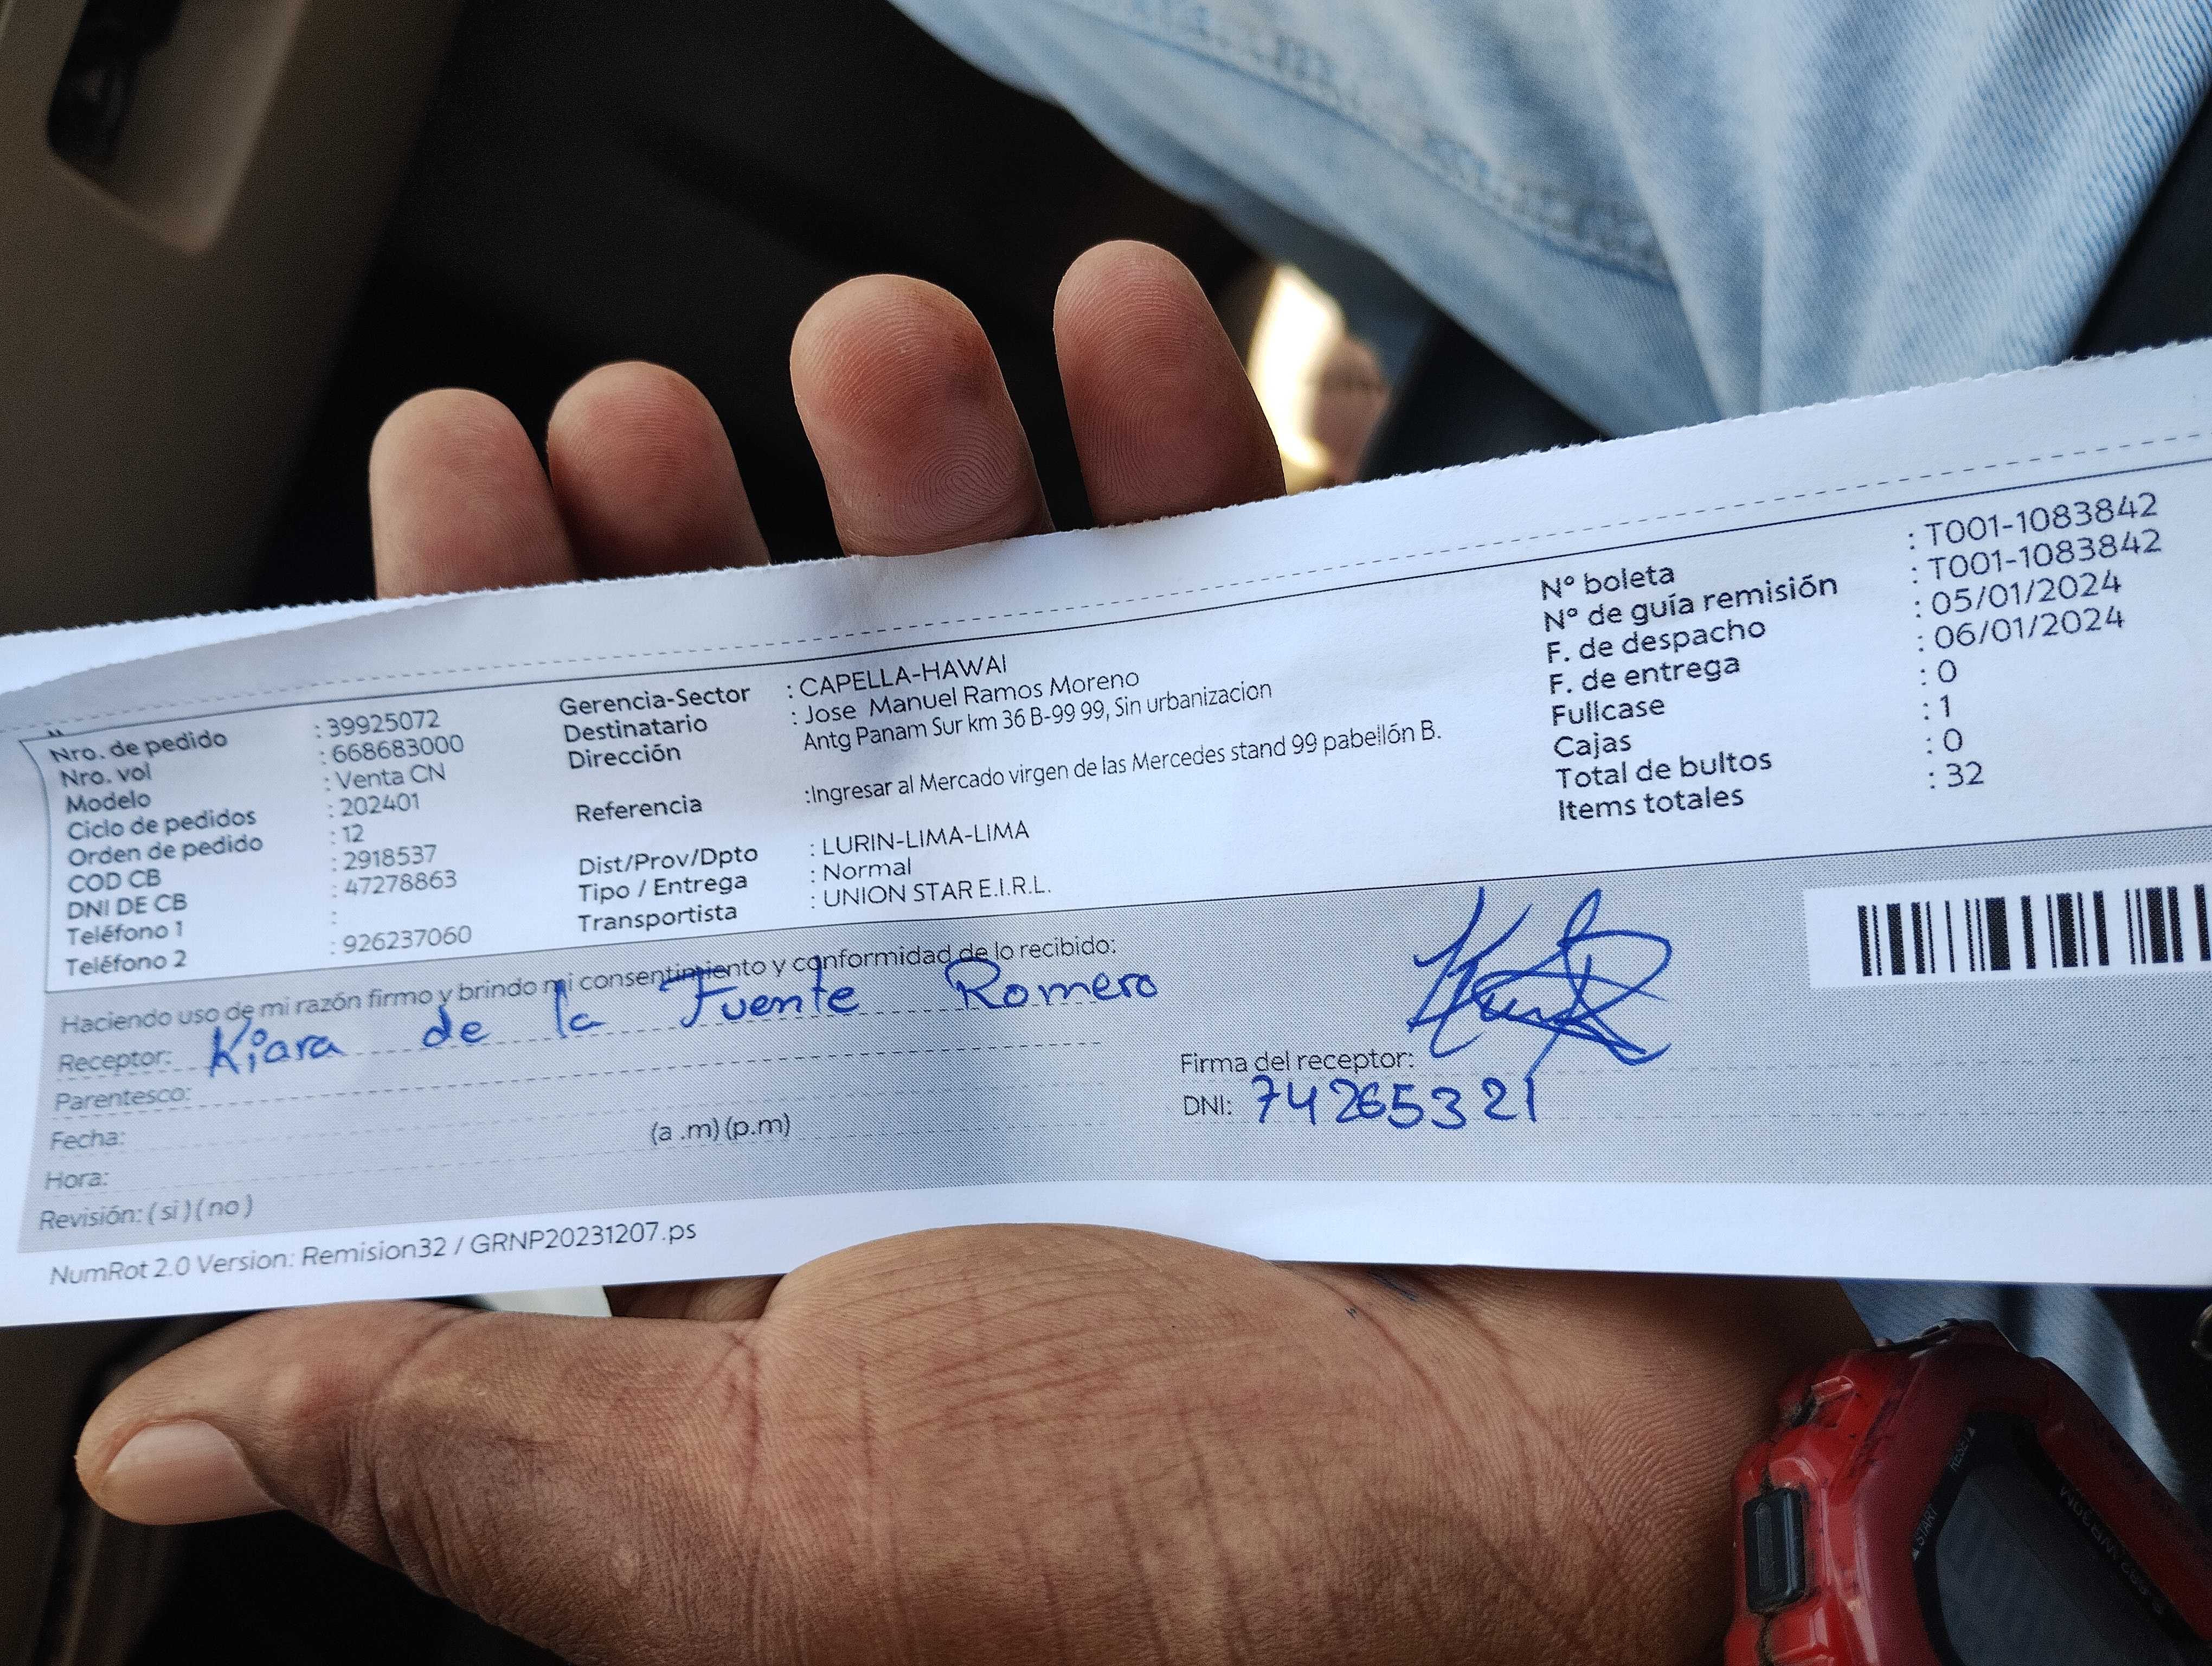 Nro. de pedido : 39925072
Nro. vol : 668683000
Modelo : Venta CN
Ciclo de pedidos : 202401
Orden de pedido : 12
COD CB : 2918537
DNI DE CB : 47278863
Teléfono 1 :
Teléfono 2 : 926237060
Gerencia-Sector : CAPELLA-HAWAI
Destinatario : Jose Manuel Ramos Moreno
Dirección Antg Panam Sur km 36 B-99 99, Sin urbanizacion
Referencia :Ingresar al Mercado virgen de las Mercedes stand 99 pabellón B.
Dist/Prov/Dpto : LURIN-LIMA-LIMA
Tipo / Entrega : Normal
Transportista : UNION STAR E.I.R.L.
N° boleta : T001-1083842
N° de guía remisión : T001-1083842
F. de despacho : 05/01/2024
F. de entrega : 06/01/2024
Fullcase : 0
Cajas : 1
Total de bultos : 0
Items totales : 32
Haciendo uso de mi razón firmo y brindo mi consentimiento y conformidad de lo recibido:
Receptor: Kiara de la Fuente Romero
Parentesco:
Fecha:
Hora: (a .m) (p.m)
Revisión: ( si ) ( no )
Firma del receptor:
DNI: 74265321
NumRot 2.0 Version: Remision32 / GRNP20231207.ps
START
RESET